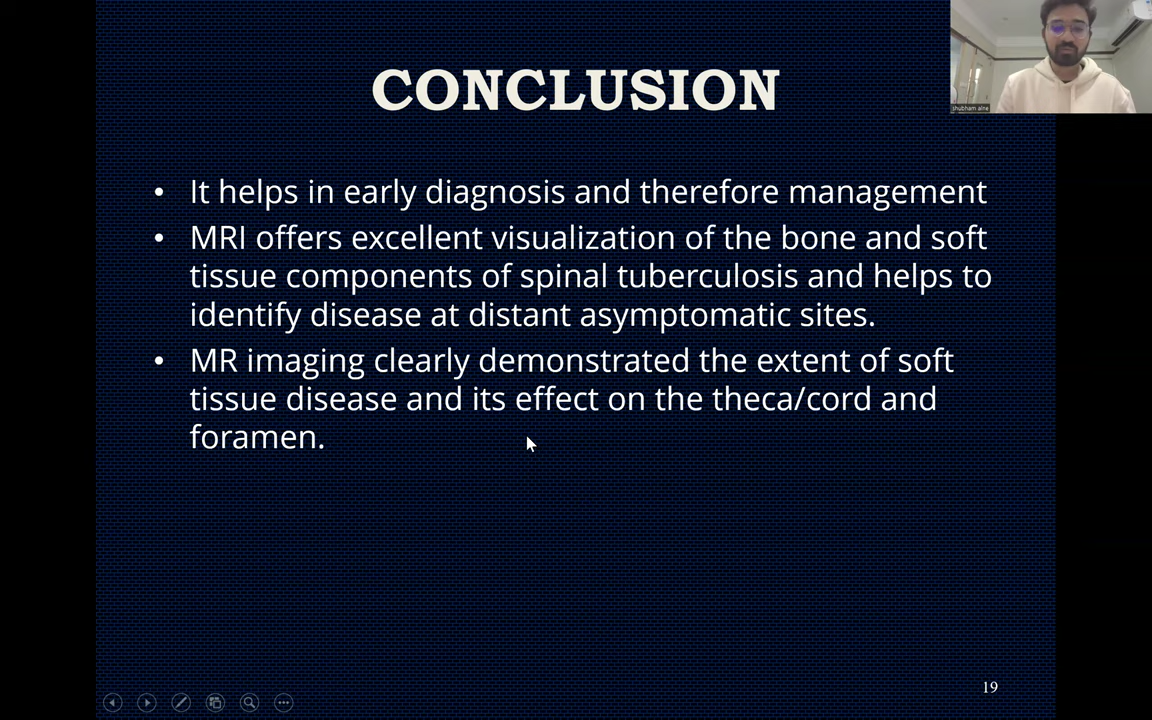 CONCLUSION
• It helps in early diagnosis and therefore management
• MRI offers excellent visualization of the bone and soft
tissue components of spinal tuberculosis and helps to
identify disease at distant asymptomatic sites.
• MR imaging clearly demonstrated the extent of soft
tissue disease and its effect on the theca/cord and
foramen.
shubham alne
19